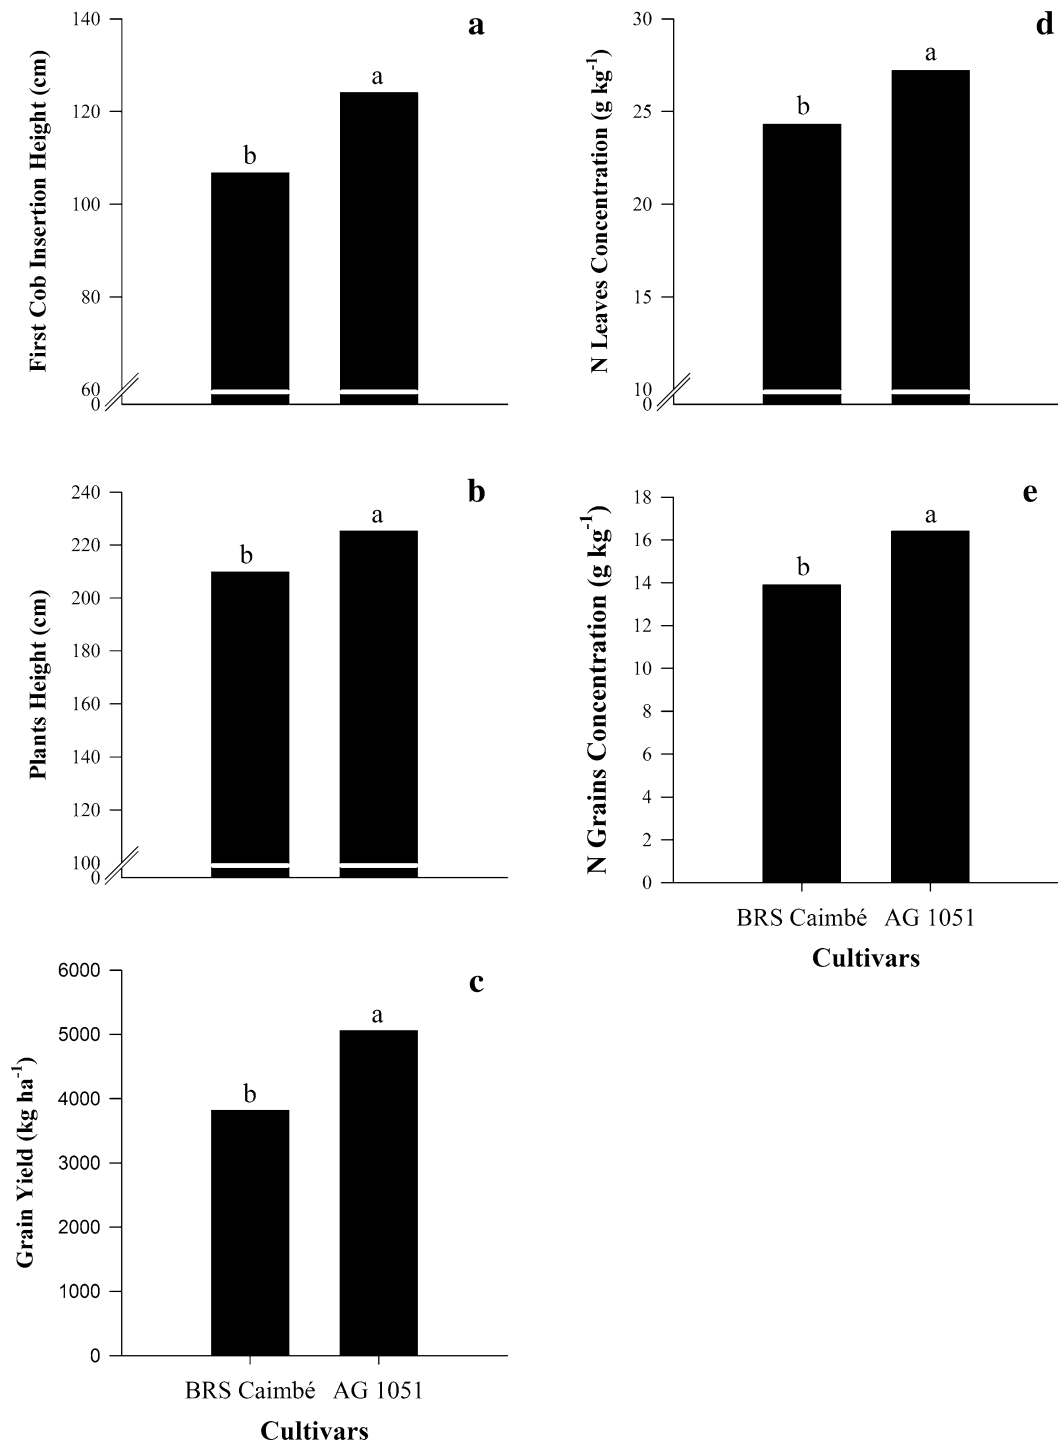 a
First Cob Insertion Height (cm)
140
120
100
80
60
0
b
a
b
Plants Height (cm)
240
220
200
180
160
140
120
100
0
b
a
c
Grain Yield (kg ha-1)
6000
5000
4000
3000
2000
1000
0
b
a
BRS Caimbé AG 1051
Cultivars
d
N Leaves Concentration (g kg-1)
30
25
20
15
10
0
b
a
e
N Grains Concentration (g kg-1)
18
16
14
12
10
8
6
4
2
0
b
a
BRS Caimbé AG 1051
Cultivars